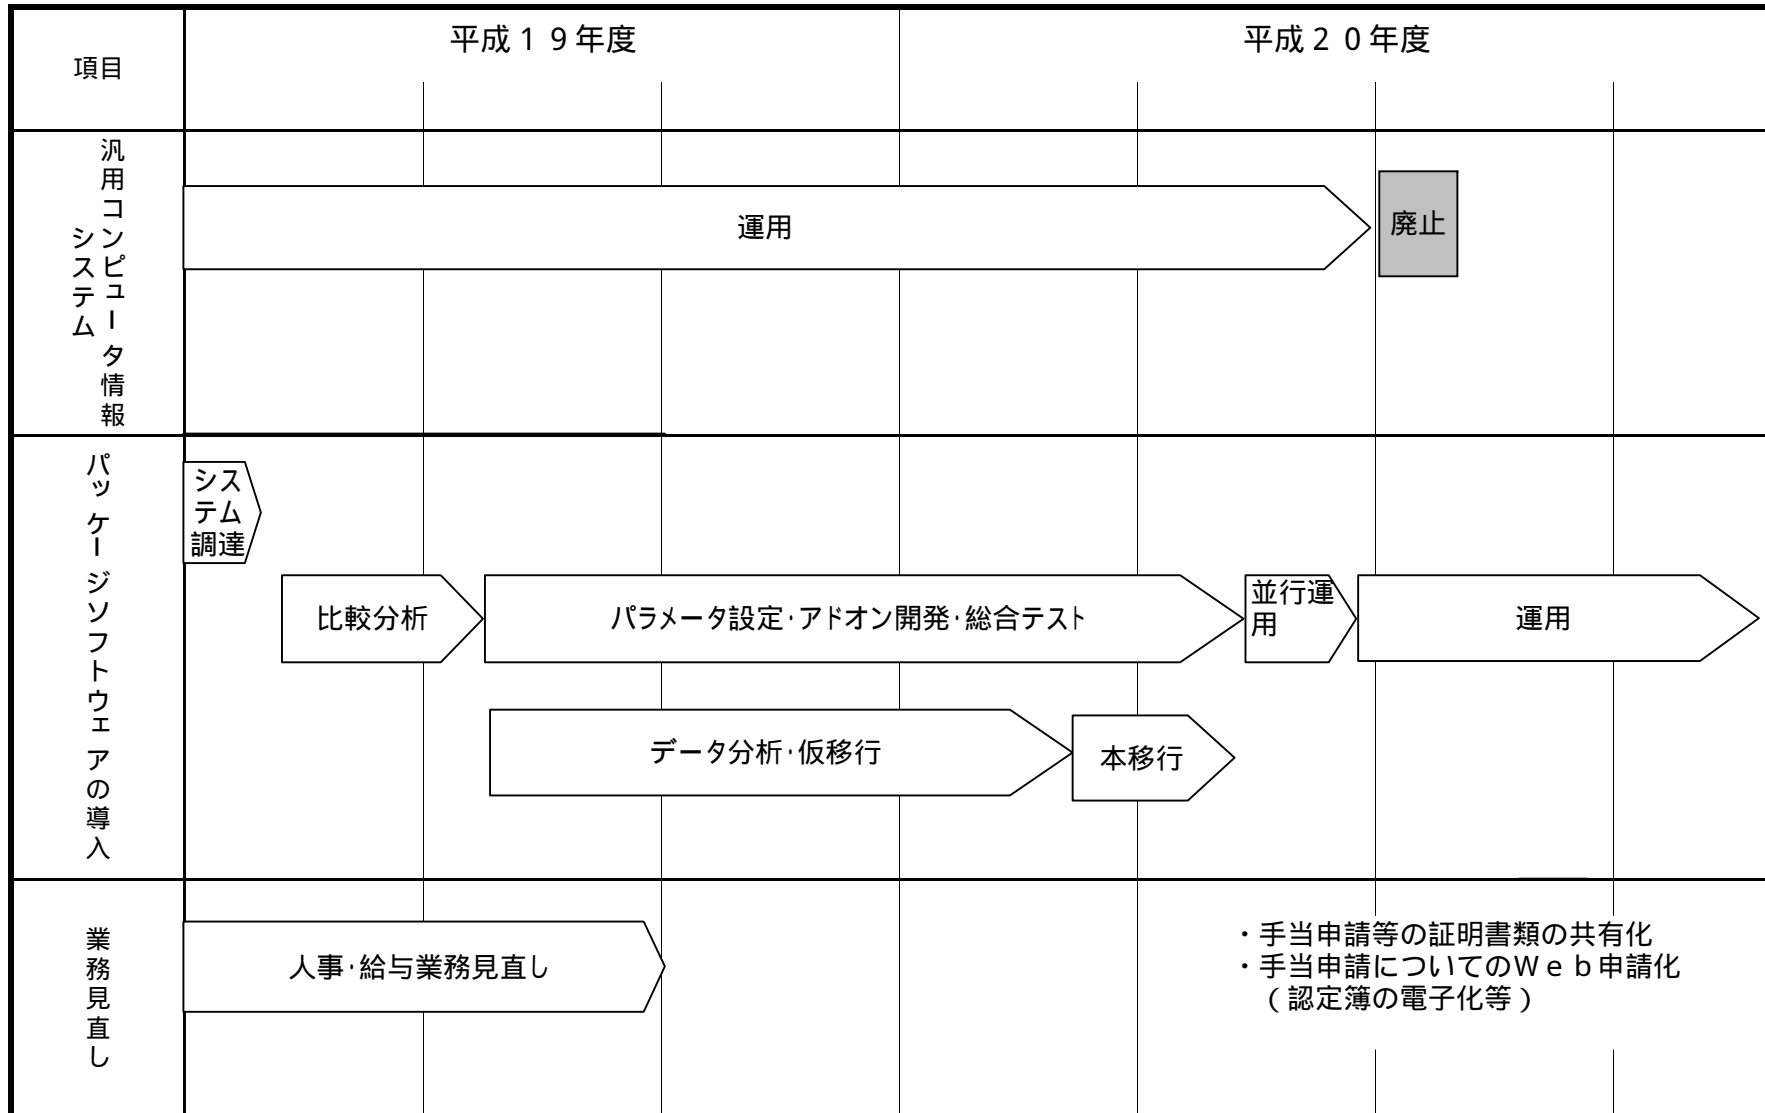 項目
平成１９年度
平成２０年度
汎用コンピュータ情報
システム
運用
廃止
パッケージソフトウェアの導入
シス
テム
調達
比較分析
パラメータ設定・アドオン開発・総合テスト
並行運
用
運用
データ分析・仮移行
本移行
業務見直し
人事・給与業務見直し
・手当申請等の証明書類の共有化
・手当申請についてのＷｅｂ申請化
（認定簿の電子化等）